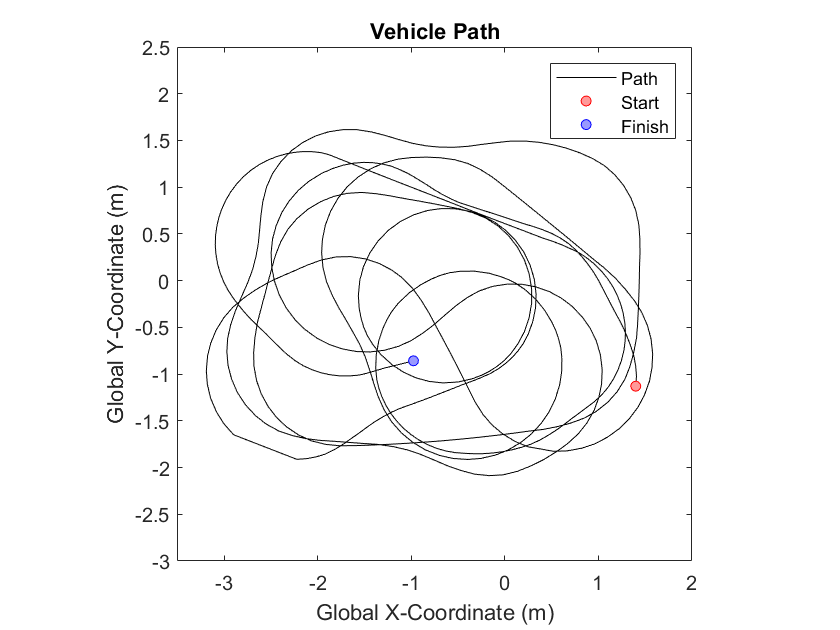 Vehicle Path
Path
Start
Finish
2.5
2
1.5
1
0.5
0
-0.5
-1
-1.5
-2
-2.5
-3
Global Y-Coordinate (m)
-3 -2 -1 0 1 2
Global X-Coordinate (m)